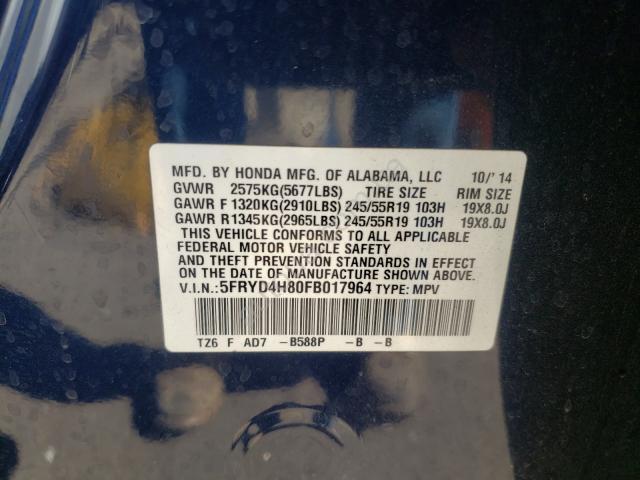 MFD. BY HONDA MFG. OF ALABAMA, LLC 10/'14
GVWR 2575KG(5677LBS) TIRE SIZE RIM SIZE
GAWR F 1320KG(2910LBS) 245/55R19 103H 19X8.0J
GAWR R1345KG(2965LBS) 245/55R19 103H 19X8.0J
THIS VEHICLE CONFORMS TO ALL APPLICABLE
FEDERAL MOTOR VEHICLE SAFETY
AND THEFT PREVENTION STANDARDS IN EFFECT
ON THE DATE OF MANUFACTURE SHOWN ABOVE.
V.I.N.: 5FRYD4H80FB017964 TYPE: MPV
TZ6 F AD7 -B588P -B -B